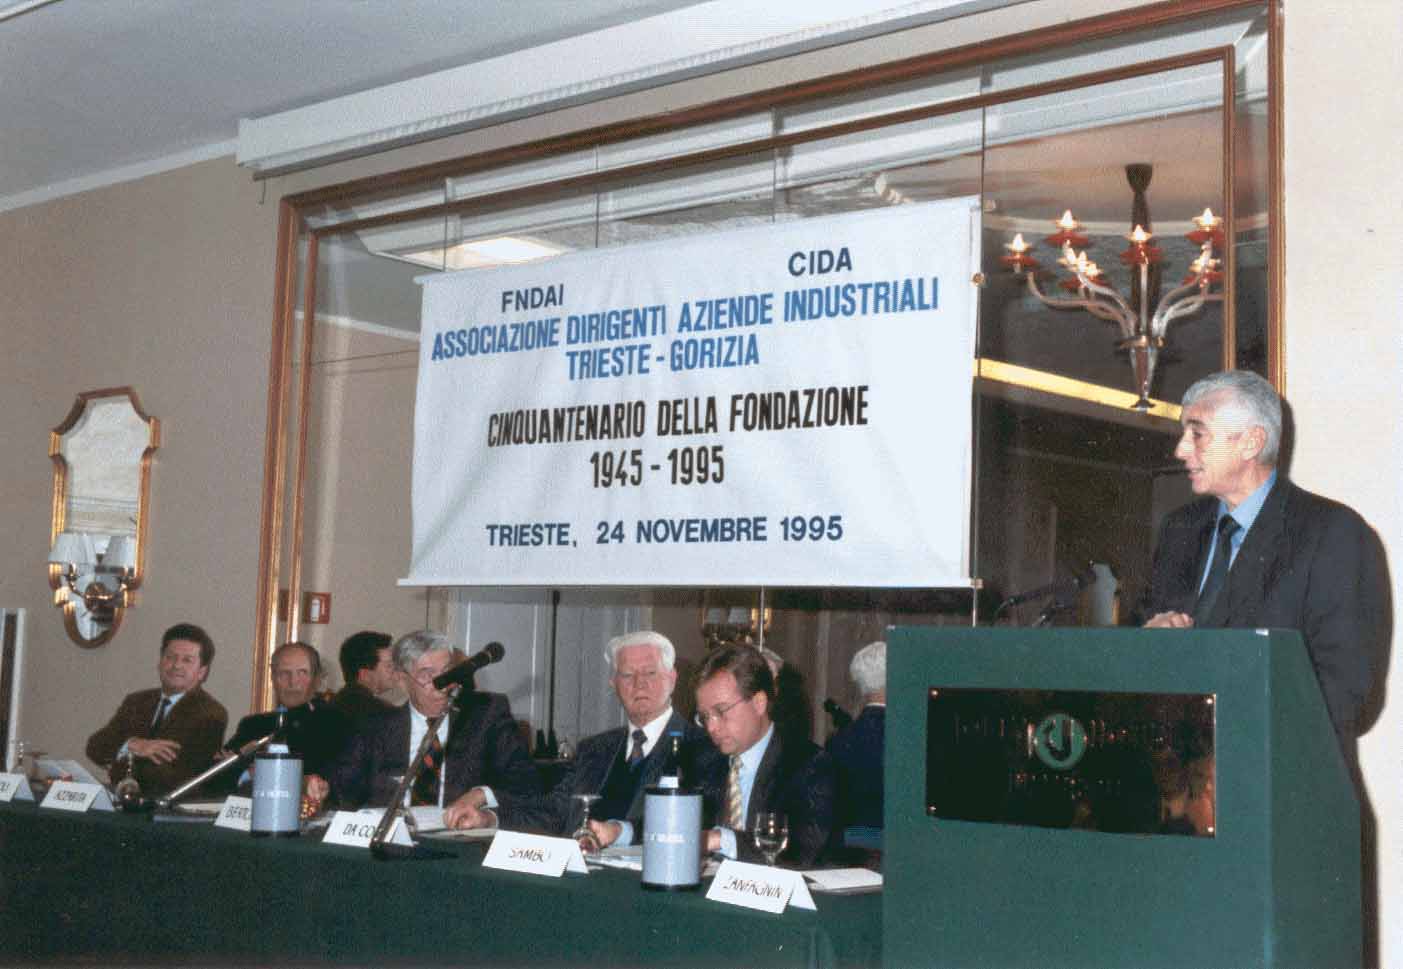 FNDAI
CIDA
ASSOCIAZIONE DIRIGENTI AZIENDE INDUSTRIALI
TRIESTE - GORIZIA
CINQUANTENARIO DELLA FONDAZIONE
1945 - 1995
TRIESTE, 24 NOVEMBRE 1995
SAMBO
ZANFAGNIN